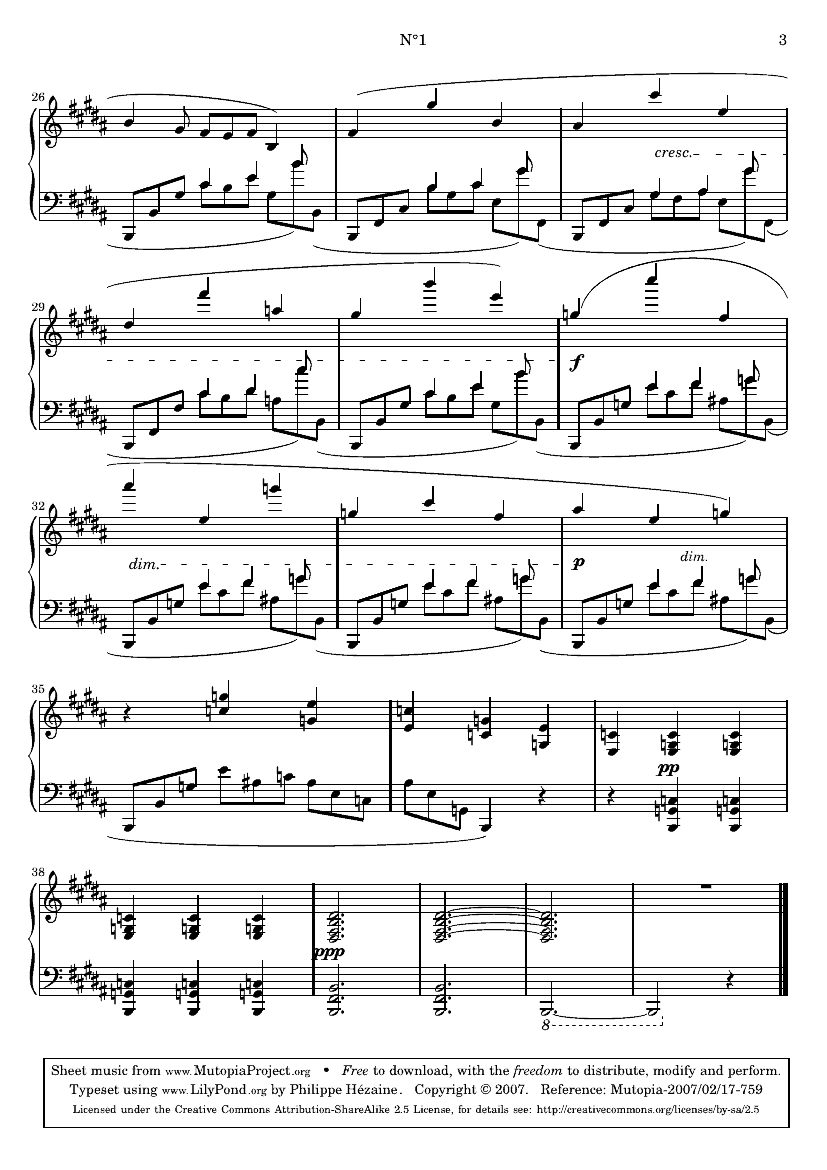 N°1 3
26
cresc.
29
f
32
dim.
p dim.
35
pp
38
ppp
8
Sheet music from www.MutopiaProject.org • Free to download, with the freedom to distribute, modify and perform.
Typeset using www.LilyPond.org by Philippe Hézaine. Copyright © 2007. Reference: Mutopia-2007/02/17-759
Licensed under the Creative Commons Attribution-ShareAlike 2.5 License, for details see: http://creativecommons.org/licenses/by-sa/2.5